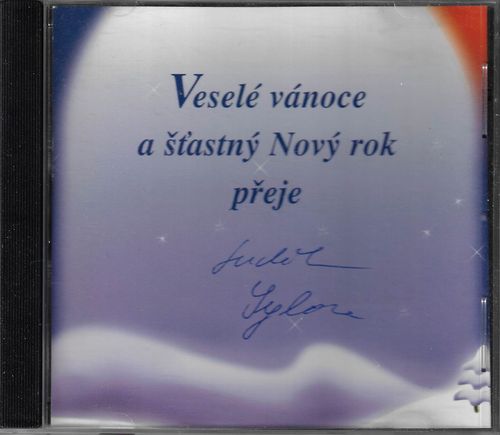 Veselé vánoce
a šťastný Nový rok
přeje